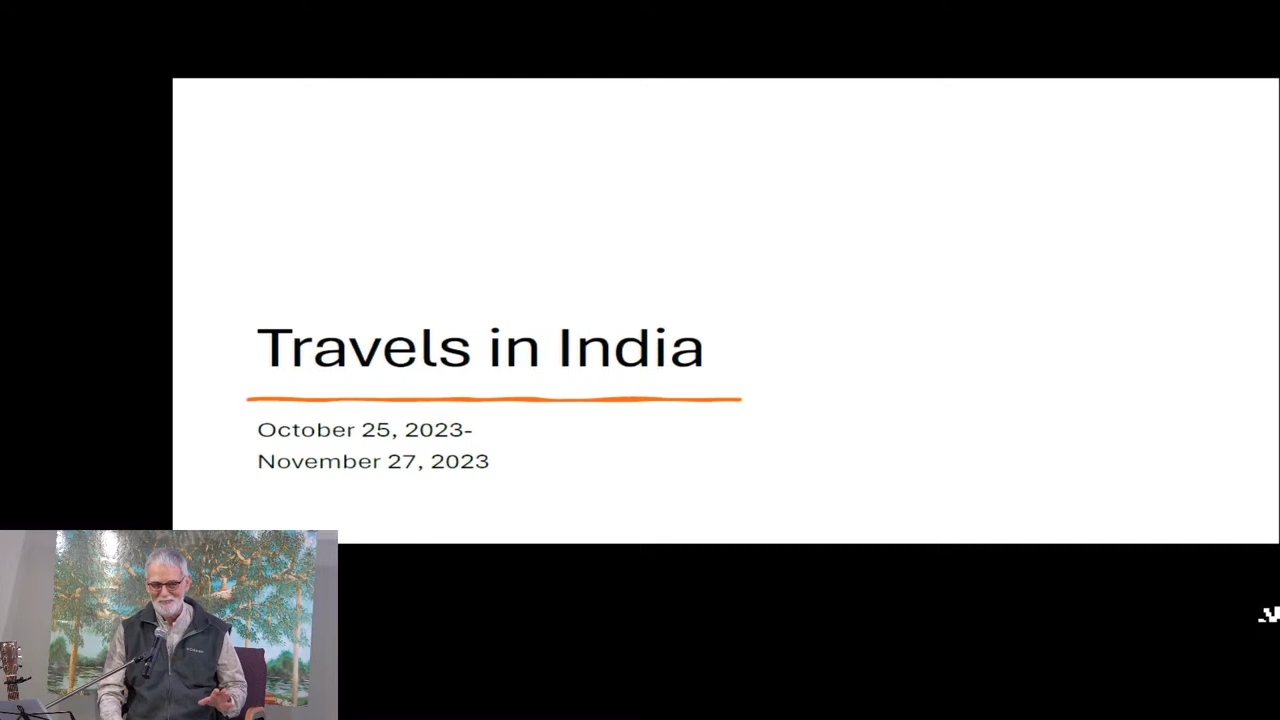 Travels in India
October 25, 2023-
November 27, 2023